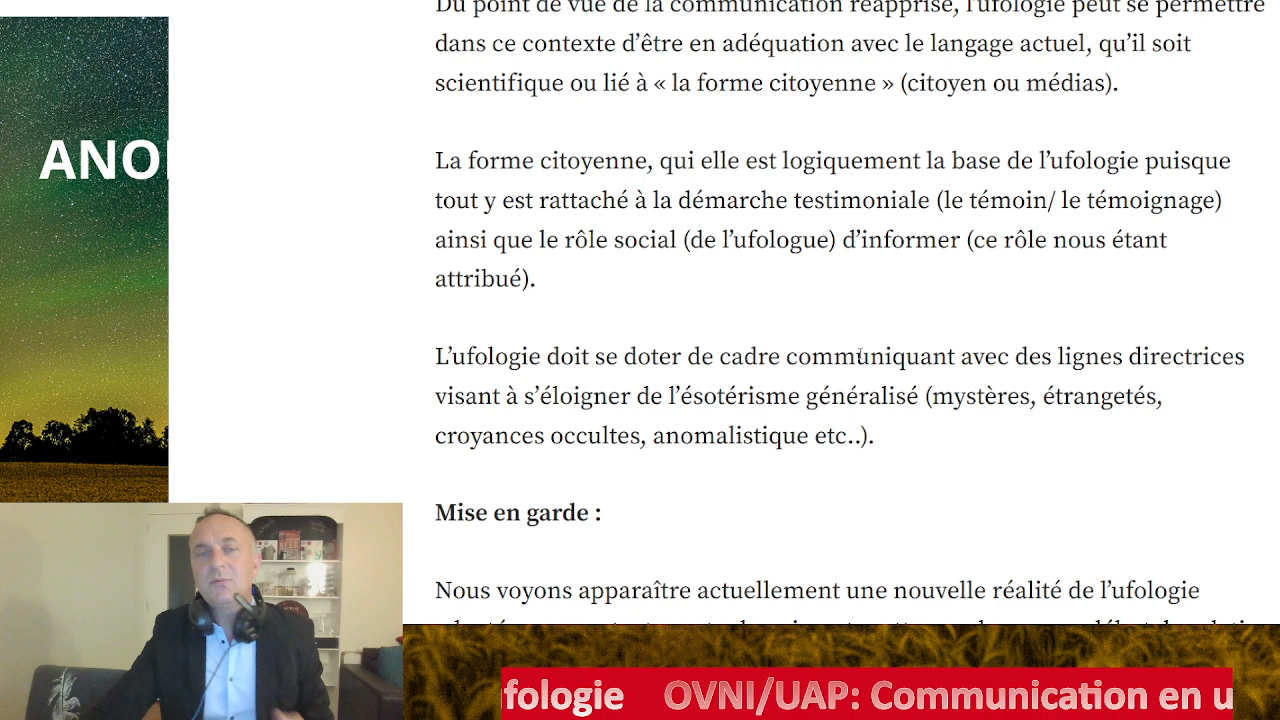 Du point de vue de la communication réapprise, l'ufologie peut se permettre
dans ce contexte d'être en adéquation avec le langage actuel, qu'il soit
scientifique ou lié à « la forme citoyenne » (citoyen ou médias).
ANO
La forme citoyenne, qui elle est logiquement la base de l'ufologie puisque
tout y est rattaché à la démarche testimoniale (le témoin/ le témoignage)
ainsi que le rôle social (de l'ufologue) d'informer (ce rôle nous étant
attribué).
L'ufologie doit se doter de cadre communiquant avec des lignes directrices
visant à s'éloigner de l'ésotérisme généralisé (mystères, étrangetés,
croyances occultes, anomalistique etc..).
Mise en garde :
Nous voyons apparaître actuellement une nouvelle réalité de l'ufologie
fologie OVNI/UAP: Communication en u